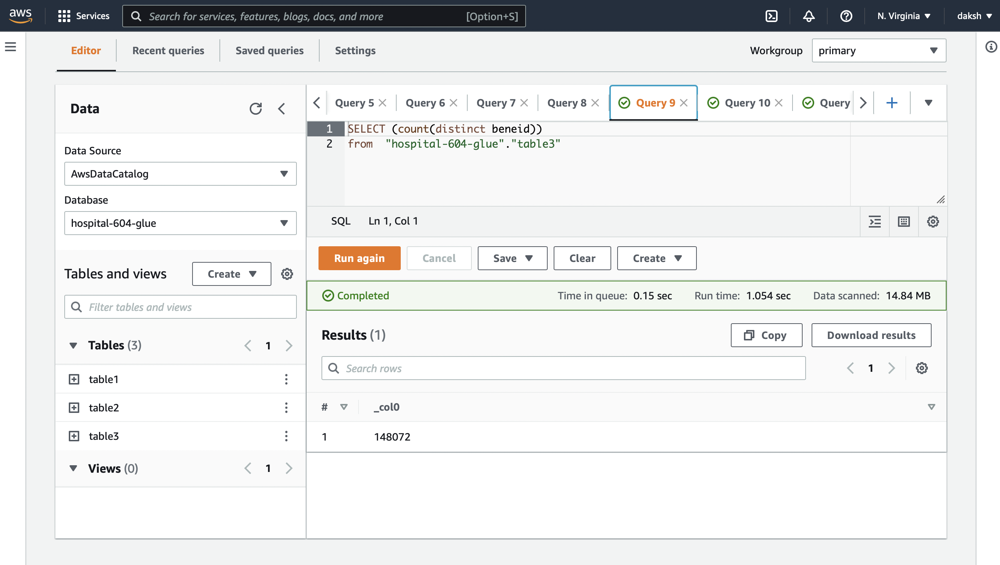 aws Services Search for services, features, blogs, docs, and more [Option+S] N. Virginia daksh
Editor Recent queries Saved queries Settings Workgroup primary
Data
Data Source
AwsDataCatalog
Database
hospital-604-glue
Tables and views Create
Filter tables and views
Tables (3) 1
table1
table2
table3
Views (0) 1
Query 5 Query 6 Query 7 Query 8 Query 9 Query 10 Query
1 SELECT (count(distinct beneid))
2 from  "hospital-604-glue"."table3"
SQL Ln 1, Col 1
Run again Cancel Save Clear Create
Completed Time in queue: 0.15 sec Run time: 1.054 sec Data scanned: 14.84 MB
Results (1) Copy Download results
Search rows 1
# _col0
1 148072